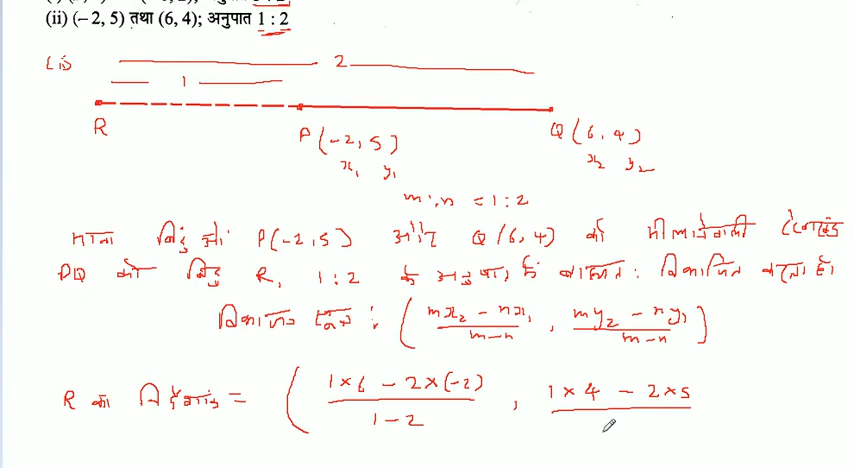 (ii) (– 2, 5) तथा (6, 4); अनुपात 1 : 2
(ii)
2
1
R P(-2,5) Q(6,4)
x₁ y₁ x₂ y₂
m:n = 1:2
माना बिंदुओं P(-2,5) और Q(6,4) को मीलानेवाली रेखाखंड
PQ को बिंदु R, 1:2 के अनुपात में बाह्यत: विभाजित करता है।
विभाजन सूत्र : ( mx₂ - nx₁ / m-n , my₂ - ny₁ / m-n )
R का निर्देशांक = ( 1×6 - 2×(-2) / 1-2 , 1×4 - 2×5